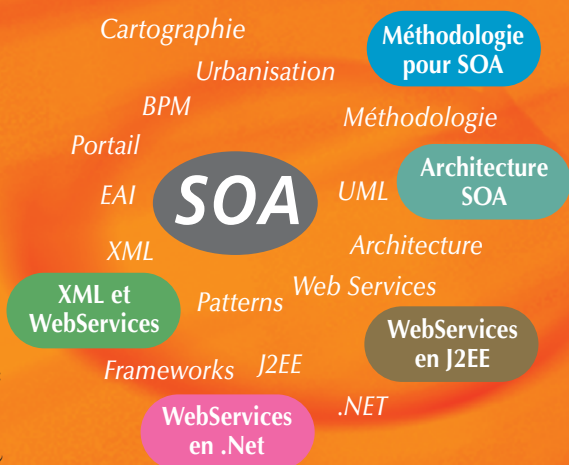 Cartographie
Méthodologie
pour SOA
Urbanisation
BPM
Méthodologie
Portail
Architecture
SOA
EAI
SOA
UML
XML
Architecture
XML et
WebServices
Patterns
Web Services
WebServices
en J2EE
Frameworks
J2EE
WebServices
en .Net
.NET